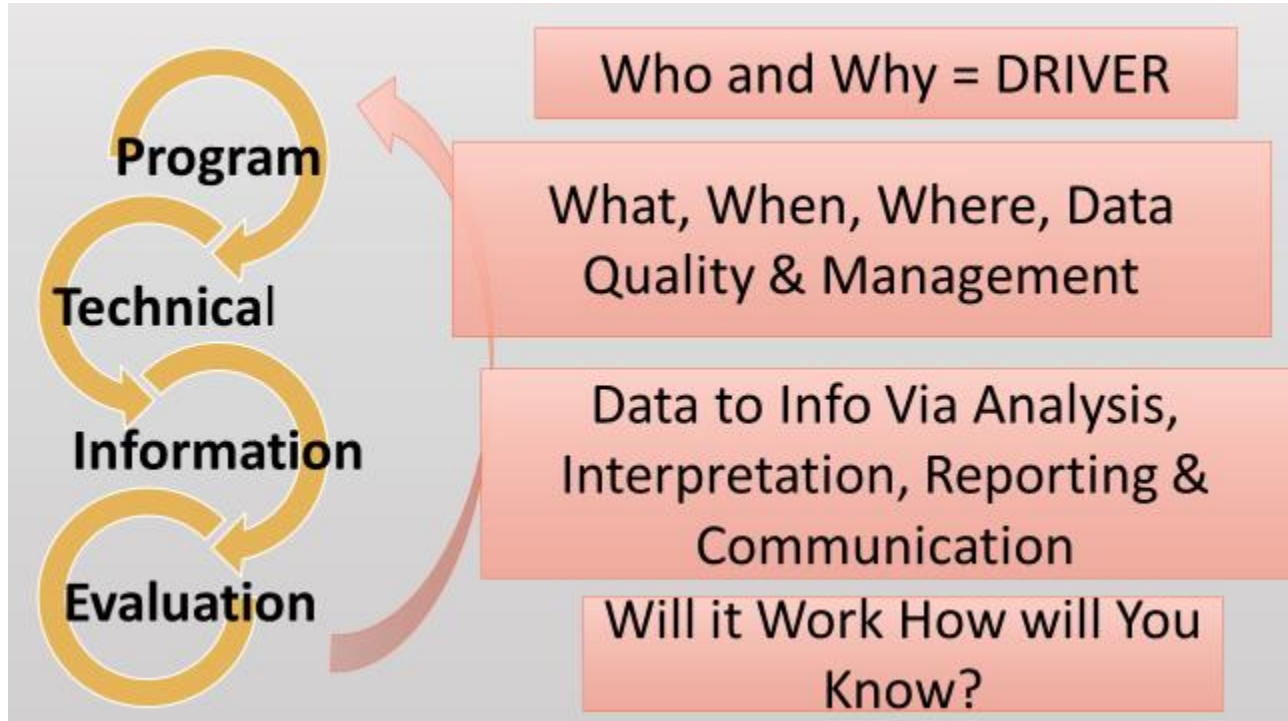 Program
Who and Why = DRIVER
Technical
What, When, Where, Data
Quality & Management
Information
Data to Info Via Analysis,
Interpretation, Reporting &
Communication
Evaluation
Will it Work How will You
Know?